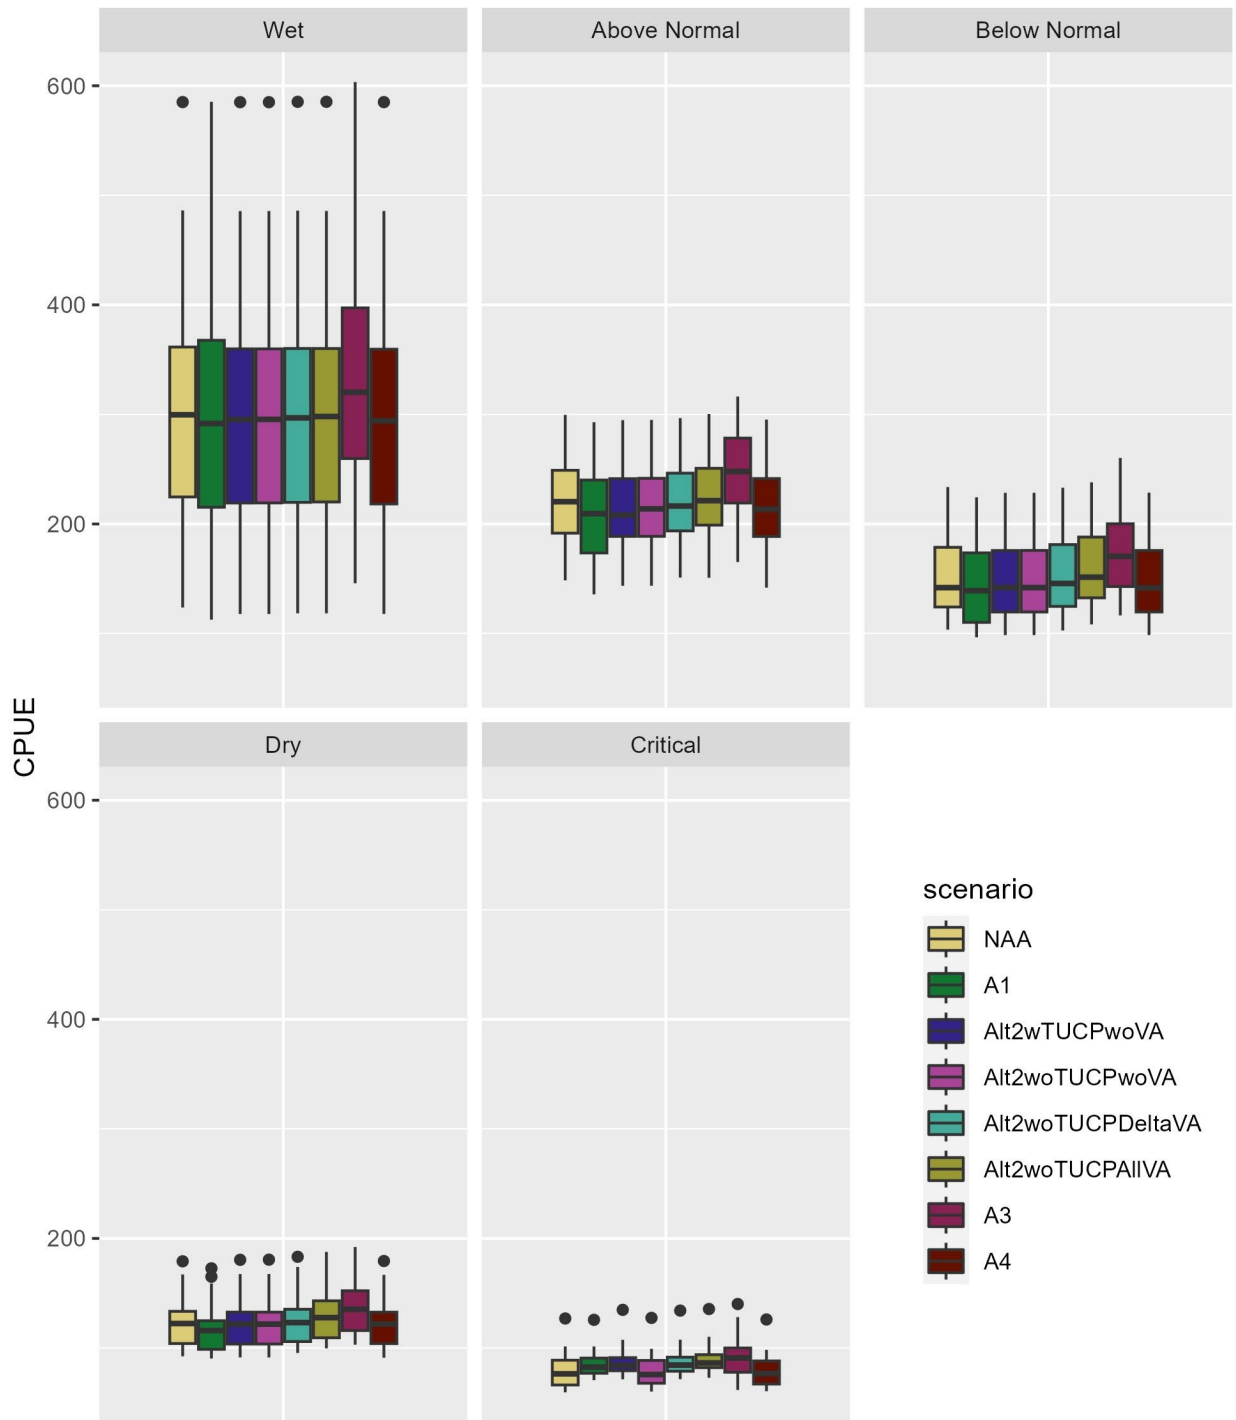 Wet
Above Normal
Below Normal
600
400
200
CPUE
Dry
Critical
600
400
200
scenario
NAA
A1
Alt2wTUCPwoVA
Alt2woTUCPwoVA
Alt2woTUCPDeltaVA
Alt2woTUCPAllVA
A3
A4